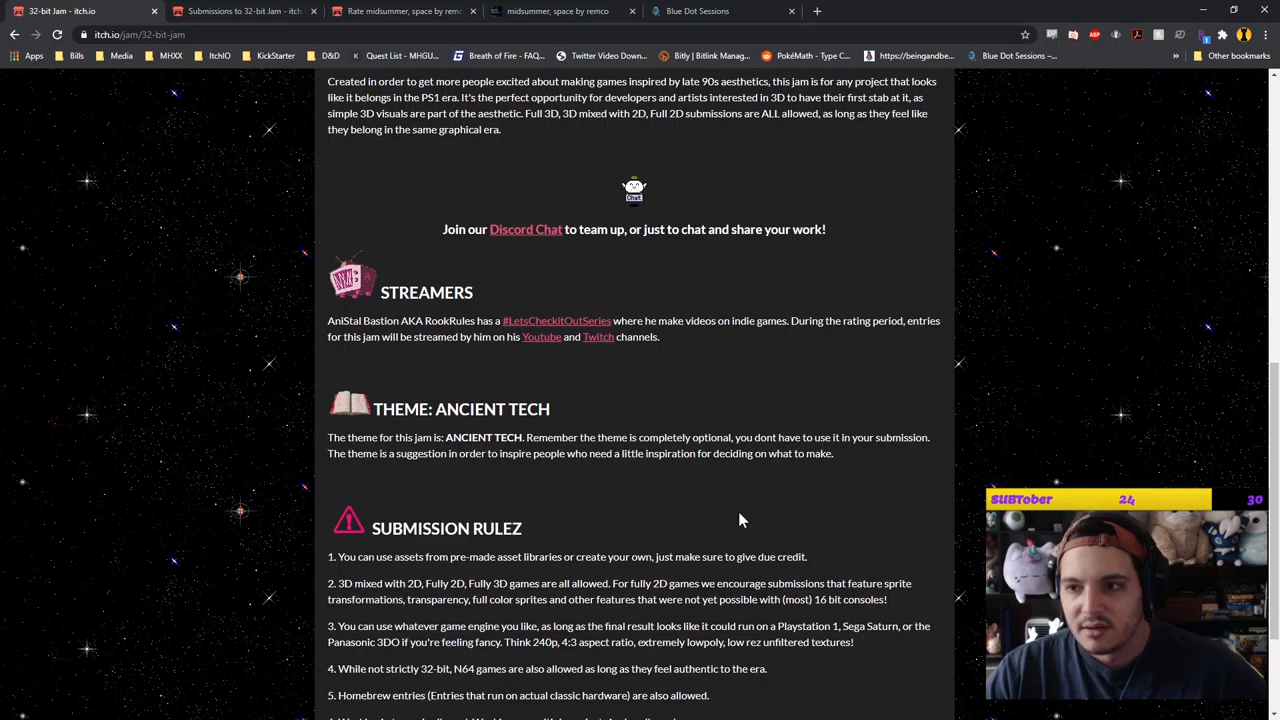 32-bit Jam - itch.io
Submissions to 32-bit Jam - itch.
Rate midsummer, space by remc
midsummer, space by remco
Blue Dot Sessions
itch.io/jam/32-bit-jam
Apps
Bills
Media
MHXX
ItchIO
KickStarter
D&D
Quest List - MHGU...
Breath of Fire - FAQ...
Twitter Video Down...
Bitly | Bitlink Manag...
PokéMath - Type C...
https://beingandbe...
Blue Dot Sessions –...
Other bookmarks
Created in order to get more people excited about making games inspired by late 90s aesthetics, this jam is for any project that looks
like it belongs in the PS1 era. It's the perfect opportunity for developers and artists interested in 3D to have their first stab at it, as
simple 3D visuals are part of the aesthetic. Full 3D, 3D mixed with 2D, Full 2D submissions are ALL allowed, as long as they feel like
they belong in the same graphical era.
Chat
Join our Discord Chat to team up, or just to chat and share your work!
STREAMERS
AniStal Bastion AKA RookRules has a #LetsCheckitOutSeries where he make videos on indie games. During the rating period, entries
for this jam will be streamed by him on his Youtube and Twitch channels.
THEME: ANCIENT TECH
The theme for this jam is: ANCIENT TECH. Remember the theme is completely optional, you dont have to use it in your submission.
The theme is a suggestion in order to inspire people who need a little inspiration for deciding on what to make.
SUBTober 24 30
SUBMISSION RULEZ
1. You can use assets from pre-made asset libraries or create your own, just make sure to give due credit.
2. 3D mixed with 2D, Fully 2D, Fully 3D games are all allowed. For fully 2D games we encourage submissions that feature sprite
transformations, transparency, full color sprites and other features that were not yet possible with (most) 16 bit consoles!
3. You can use whatever game engine you like, as long as the final result looks like it could run on a Playstation 1, Sega Saturn, or the
Panasonic 3DO if you're feeling fancy. Think 240p, 4:3 aspect ratio, extremely lowpoly, low rez unfiltered textures!
4. While not strictly 32-bit, N64 games are also allowed as long as they feel authentic to the era.
5. Homebrew entries (Entries that run on actual classic hardware) are also allowed.